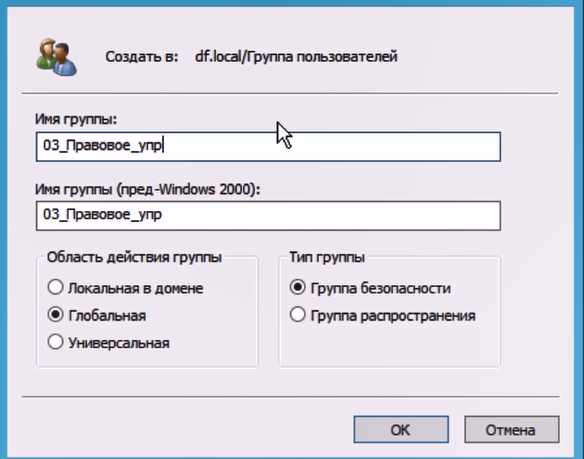 Создать в: df.local/Группа пользователей
Имя группы:
03_Правовое_упр
Имя группы (пред-Windows 2000):
03_Правовое_упр
Область действия группы
Локальная в домене
Глобальная
Универсальная
Тип группы
Группа безопасности
Группа распространения
OK Отмена